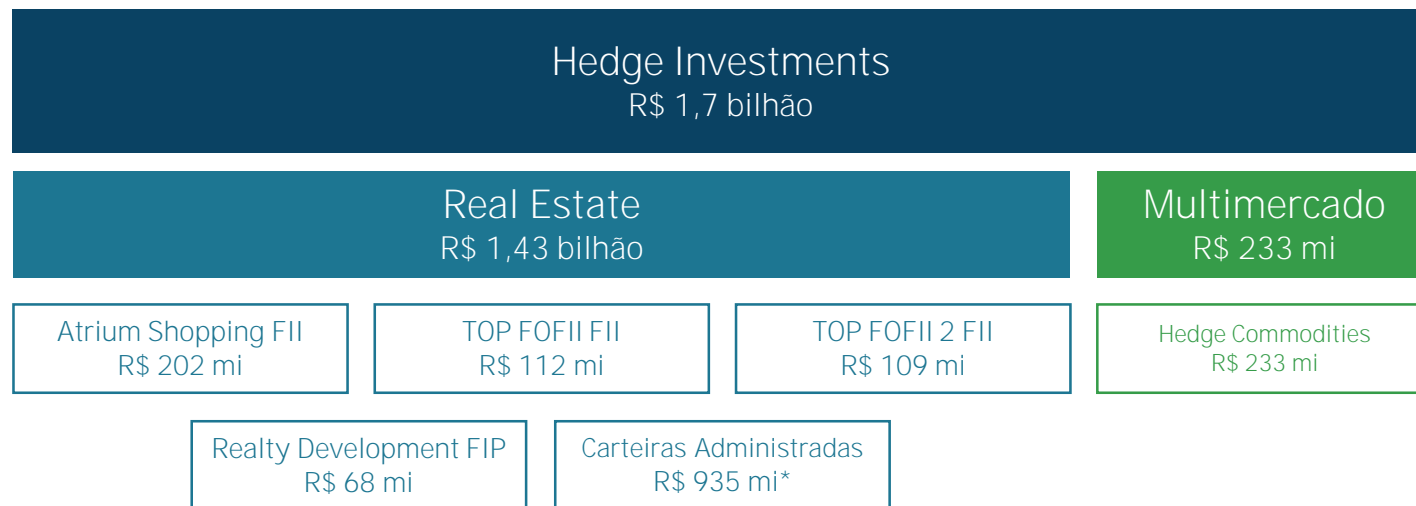 Hedge Investments
R$ 1,7 bilhão
Real Estate
R$ 1,43 bilhão
Multimercado
R$ 233 mi
Atrium Shopping FII
R$ 202 mi
TOP FOFII FII
R$ 112 mi
TOP FOFII 2 FII
R$ 109 mi
Hedge Commodities
R$ 233 mi
Realty Development FIP
R$ 68 mi
Carteiras Administradas
R$ 935 mi*